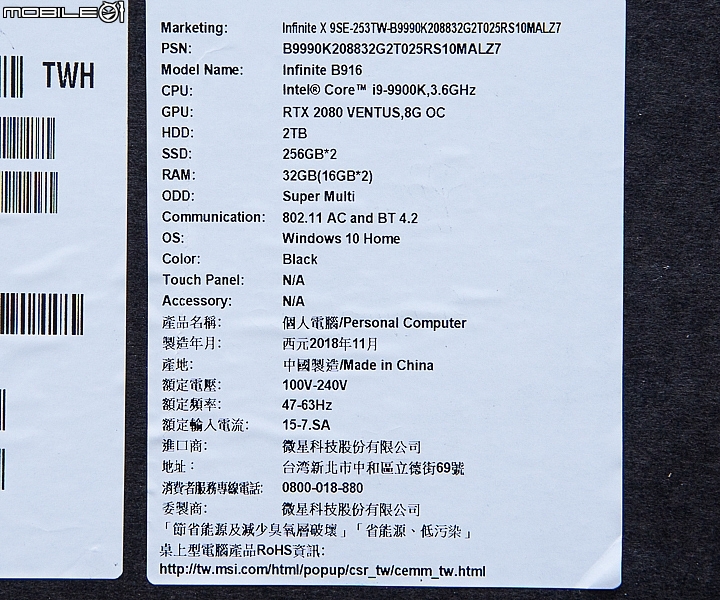 MOBILE01
TWH
Marketing: Infinite X 9SE-253TW-B9990K208832G2T025RS10MALZ7
PSN: B9990K208832G2T025RS10MALZ7
Model Name: Infinite B916
CPU: Intel® Core™ i9-9900K,3.6GHz
GPU: RTX 2080 VENTUS,8G OC
HDD: 2TB
SSD: 256GB*2
RAM: 32GB(16GB*2)
ODD: Super Multi
Communication: 802.11 AC and BT 4.2
OS: Windows 10 Home
Color: Black
Touch Panel: N/A
Accessory: N/A
產品名稱: 個人電腦/Personal Computer
製造年月: 西元2018年11月
產地: 中國製造/Made in China
額定電壓: 100V-240V
額定頻率: 47-63Hz
額定輸入電流: 15-7.5A
進口商: 微星科技股份有限公司
地址: 台湾新北市中和區立德街69號
消費者服務專線電話: 0800-018-880
委製商: 微星科技股份有限公司
「節省能源及減少臭氧層破壞」「省能源、低污染」
桌上型電腦產品RoHS資訊:
http://tw.msi.com/html/popup/csr_tw/cemm_tw.html